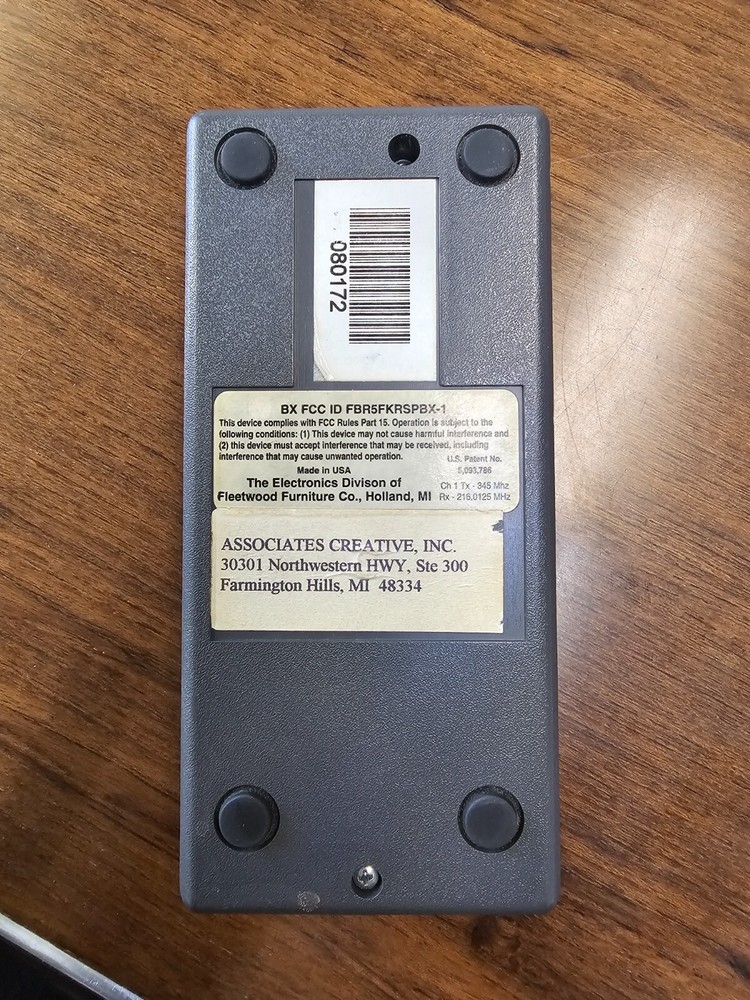 080172
BX FCC ID FBR5FKRSPBX-1
This device complies with FCC Rules Part 15. Operation is subject to the
following conditions: (1) This device may not cause harmful interference and
(2) this device must accept interference that may be received, including
interference that may cause unwanted operation.
U.S. Patent No.
5,093,786
Made in USA
The Electronics Divison of
Fleetwood Furniture Co., Holland, MI
Ch 1 Tx - 345 Mhz
Rx - 216.0125 MHz
ASSOCIATES CREATIVE, INC.
30301 Northwestern HWY, Ste 300
Farmington Hills, MI 48334